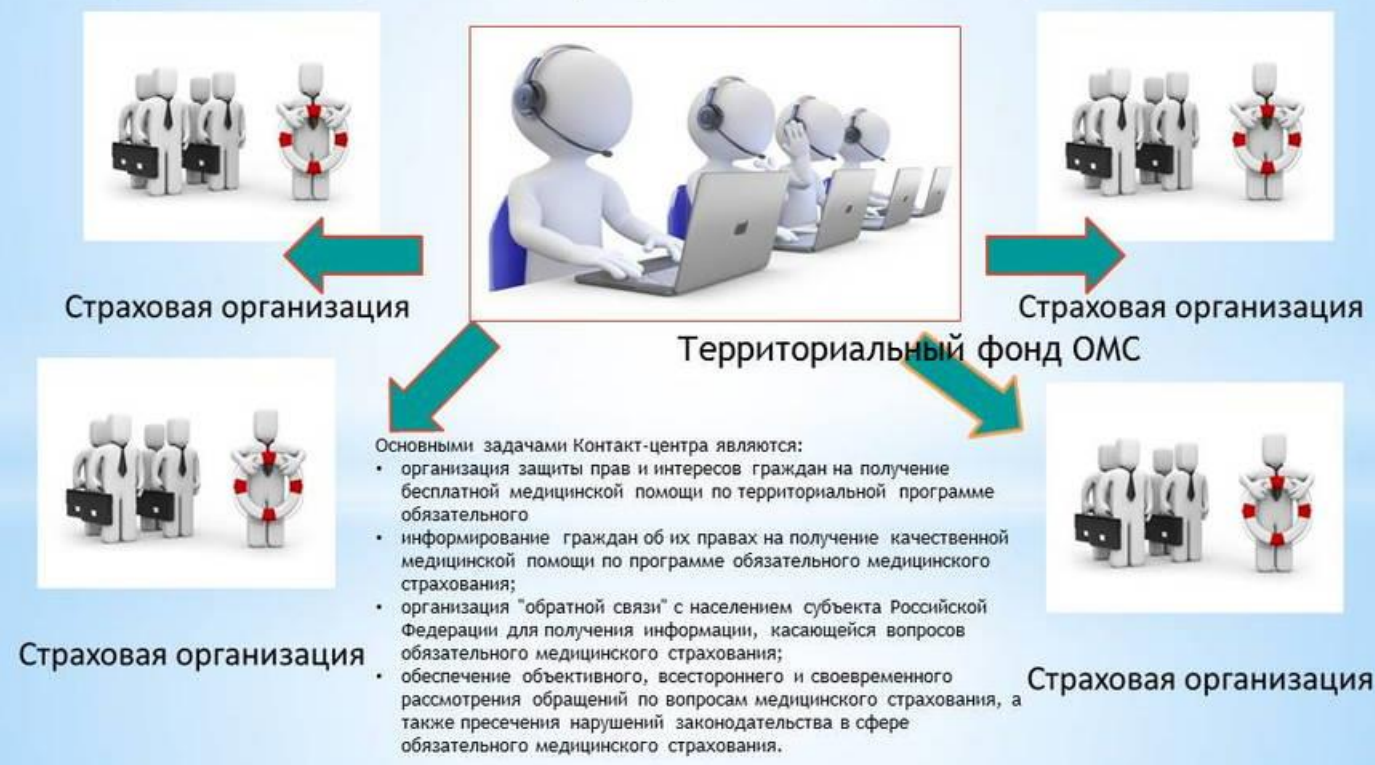 Страховая организация
Страховая организация
Территориальный фонд ОМС
Основными задачами Контакт-центра являются:
• организация защиты прав и интересов граждан на получение
бесплатной медицинской помощи по территориальной программе
обязательного
• информирование граждан об их правах на получение качественной
медицинской помощи по программе обязательного медицинского
страхования;
• организация "обратной связи" с населением субъекта Российской
Федерации для получения информации, касающейся вопросов
обязательного медицинского страхования;
• обеспечение объективного, всестороннего и своевременного
рассмотрения обращений по вопросам медицинского страхования, а
также пресечения нарушений законодательства в сфере
обязательного медицинского страхования.
Страховая организация
Страховая организация